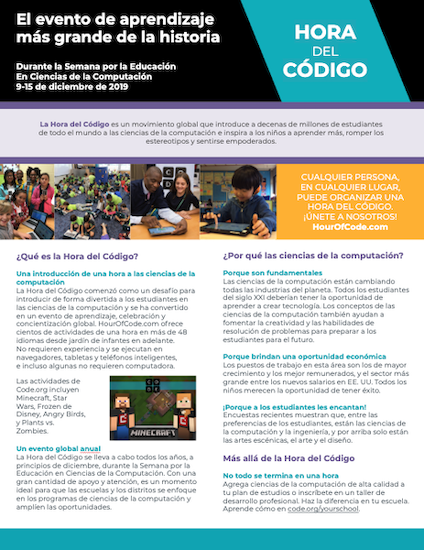 El evento de aprendizaje
más grande de la historia
Durante la Semana por la Educación
En Ciencias de la Computación
9-15 de diciembre de 2019
HORA
DEL
CÓDIGO
La Hora del Código es un movimiento global que introduce a decenas de millones de estudiantes
de todo el mundo a las ciencias de la computación e inspira a los niños a aprender más, romper los
estereotipos y sentirse empoderados.
CUALQUIER PERSONA,
EN CUALQUIER LUGAR,
PUEDE ORGANIZAR UNA
HORA DEL CÓDIGO.
¡ÚNETE A NOSOTROS!
HourOfCode.com
¿Qué es la Hora del Código?
Una introducción de una hora a las ciencias de la
computación
La Hora del Código comenzó como un desafío para
introducir de forma divertida a los estudiantes en
las ciencias de la computación y se ha convertido
en un evento de aprendizaje, celebración y
concientización global. HourOfCode.com ofrece
cientos de actividades de una hora en más de 48
idiomas desde jardín de infantes en adelante.
No requieren experiencia y se ejecutan en
navegadores, tabletas y teléfonos inteligentes,
e incluso algunas no requieren computadora.
Las actividades de
Code.org incluyen
Minecraft, Star
Wars, Frozen de
Disney, Angry Birds,
y Plants vs.
Zombies.
MINECRAFT
Un evento global anual
La Hora del Código se lleva a cabo todos los años, a
principios de diciembre, durante la Semana por la
Educación en Ciencias de la Computación. Con una
gran cantidad de apoyo y atención, es un momento
ideal para que las escuelas y los distritos se enfoque
en los programas de ciencias de la computación y
amplíen las oportunidades.
¿Por qué las ciencias de la computación?
Porque son fundamentales
Las ciencias de la computación están cambiando
todas las industrias del planeta. Todos los estudiantes
del siglo XXI deberían tener la oportunidad de
aprender a crear tecnología. Los conceptos de las
ciencias de la computación también ayudan a
fomentar la creatividad y las habilidades de
resolución de problemas para preparar a los
estudiantes para el futuro.
Porque brindan una oportunidad económica
Los puestos de trabajo en esta área son los de mayor
crecimiento y los mejor remunerados, y el sector más
grande entre los nuevos salarios en EE. UU. Todos los
niños merecen la oportunidad de tener éxito.
¡Porque a los estudiantes les encantan!
Encuestas recientes muestran que, entre las
preferencias de los estudiantes, están las ciencias de
la computación y la ingeniería, y por arriba solo están
las artes escénicas, el arte y el diseño.
Más allá de la Hora del Código
No todo se termina en una hora
Agrega ciencias de la computación de alta calidad a
tu plan de estudios o inscríbete en un taller de
desarrollo profesional. Haz la diferencia en tu escuela.
Aprende cómo en code.org/yourschool.